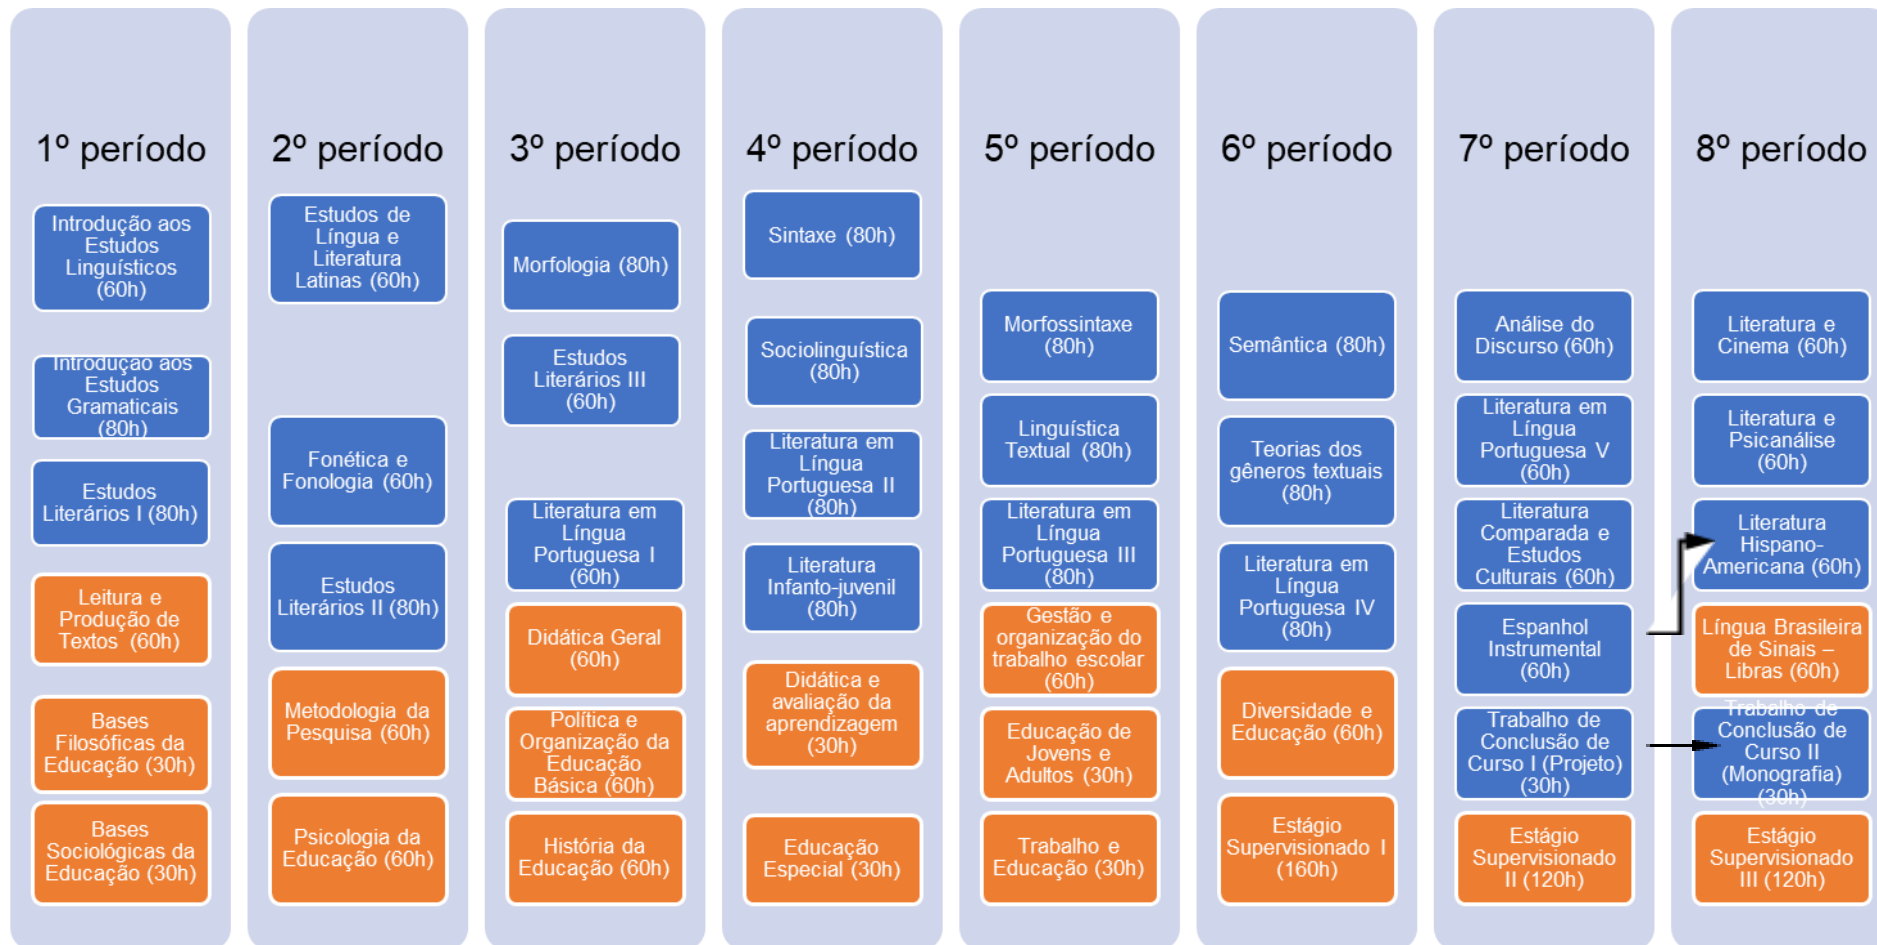 1º período
Introdução aos
Estudos
Linguísticos
(60h)
Introdução aos
Estudos
Gramaticais
(80h)
Estudos
Literários I (80h)
Leitura e
Produção de
Textos (60h)
Bases
Filosóficas da
Educação (30h)
Bases
Sociológicas da
Educação (30h)
2º período
Estudos de
Língua e
Literatura
Latinas (60h)
Fonética e
Fonologia (60h)
Estudos
Literários II (80h)
Metodologia da
Pesquisa (60h)
Psicologia da
Educação (60h)
3º período
Morfologia (80h)
Estudos
Literários III
(60h)
Literatura em
Língua
Portuguesa I
(60h)
Didática Geral
(60h)
Política e
Organização da
Educação
Básica (60h)
História da
Educação (60h)
4º período
Sintaxe (80h)
Sociolinguística
(80h)
Literatura em
Língua
Portuguesa II
(80h)
Literatura
Infanto-juvenil
(80h)
Didática e
avaliação da
aprendizagem
(30h)
Educação
Especial (30h)
5º período
Morfossintaxe
(80h)
Linguística
Textual (80h)
Literatura em
Língua
Portuguesa III
(80h)
Gestão e
organização do
trabalho escolar
(60h)
Educação de
Jovens e
Adultos (30h)
Trabalho e
Educação (30h)
6º período
Semântica (80h)
Teorias dos
gêneros textuais
(80h)
Literatura em
Língua
Portuguesa IV
(80h)
Diversidade e
Educação (60h)
Estágio
Supervisionado I
(160h)
7º período
Análise do
Discurso (60h)
Literatura em
Língua
Portuguesa V
(60h)
Literatura
Comparada e
Estudos
Culturais (60h)
Espanhol
Instrumental
(60h)
Trabalho de
Conclusão de
Curso I (Projeto)
(30h)
Estágio
Supervisionado
II (120h)
8º período
Literatura e
Cinema (60h)
Literatura e
Psicanálise
(60h)
Literatura
Hispano-
Americana (60h)
Língua Brasileira
de Sinais –
Libras (60h)
Trabalho de
Conclusão de
Curso II
(Monografia)
(30h)
Estágio
Supervisionado
III (120h)